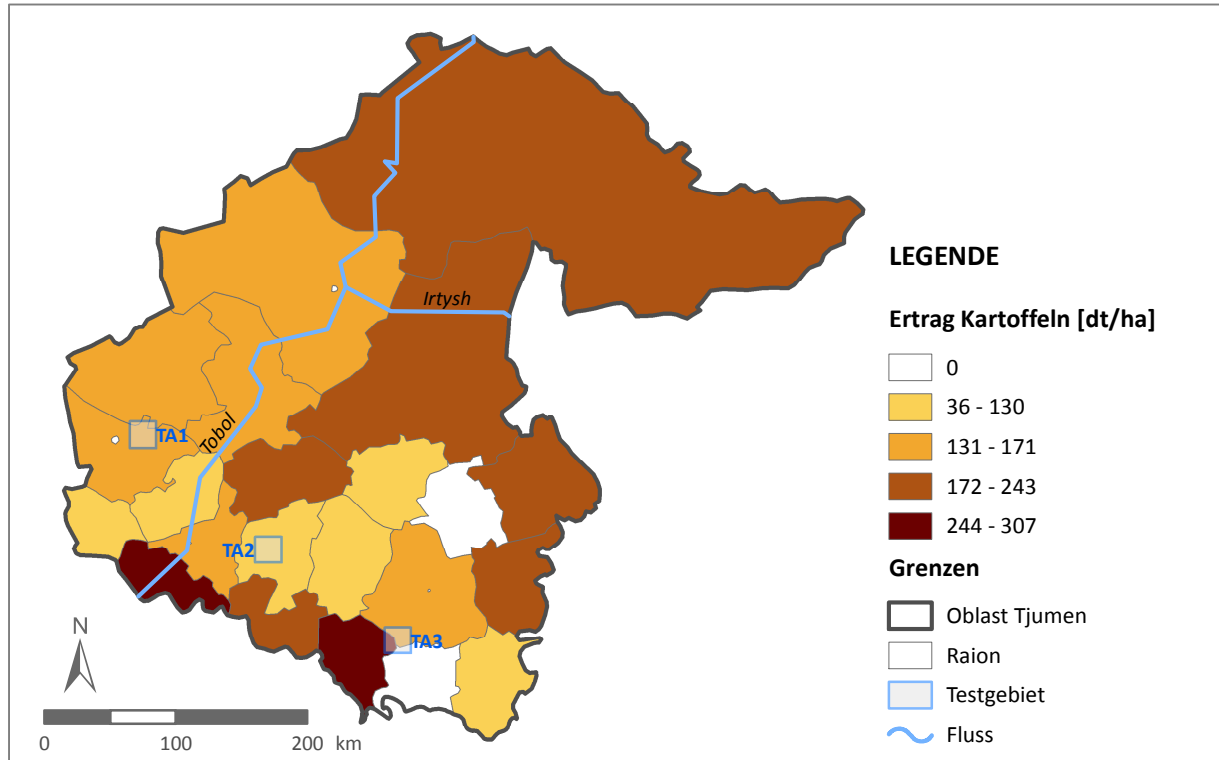 Irtysh
Tobol
TA1
TA2
TA3
N
0 100 200 km
LEGENDE
Ertrag Kartoffeln [dt/ha]
0
36 - 130
131 - 171
172 - 243
244 - 307
Grenzen
Oblast Tjumen
Raion
Testgebiet
Fluss